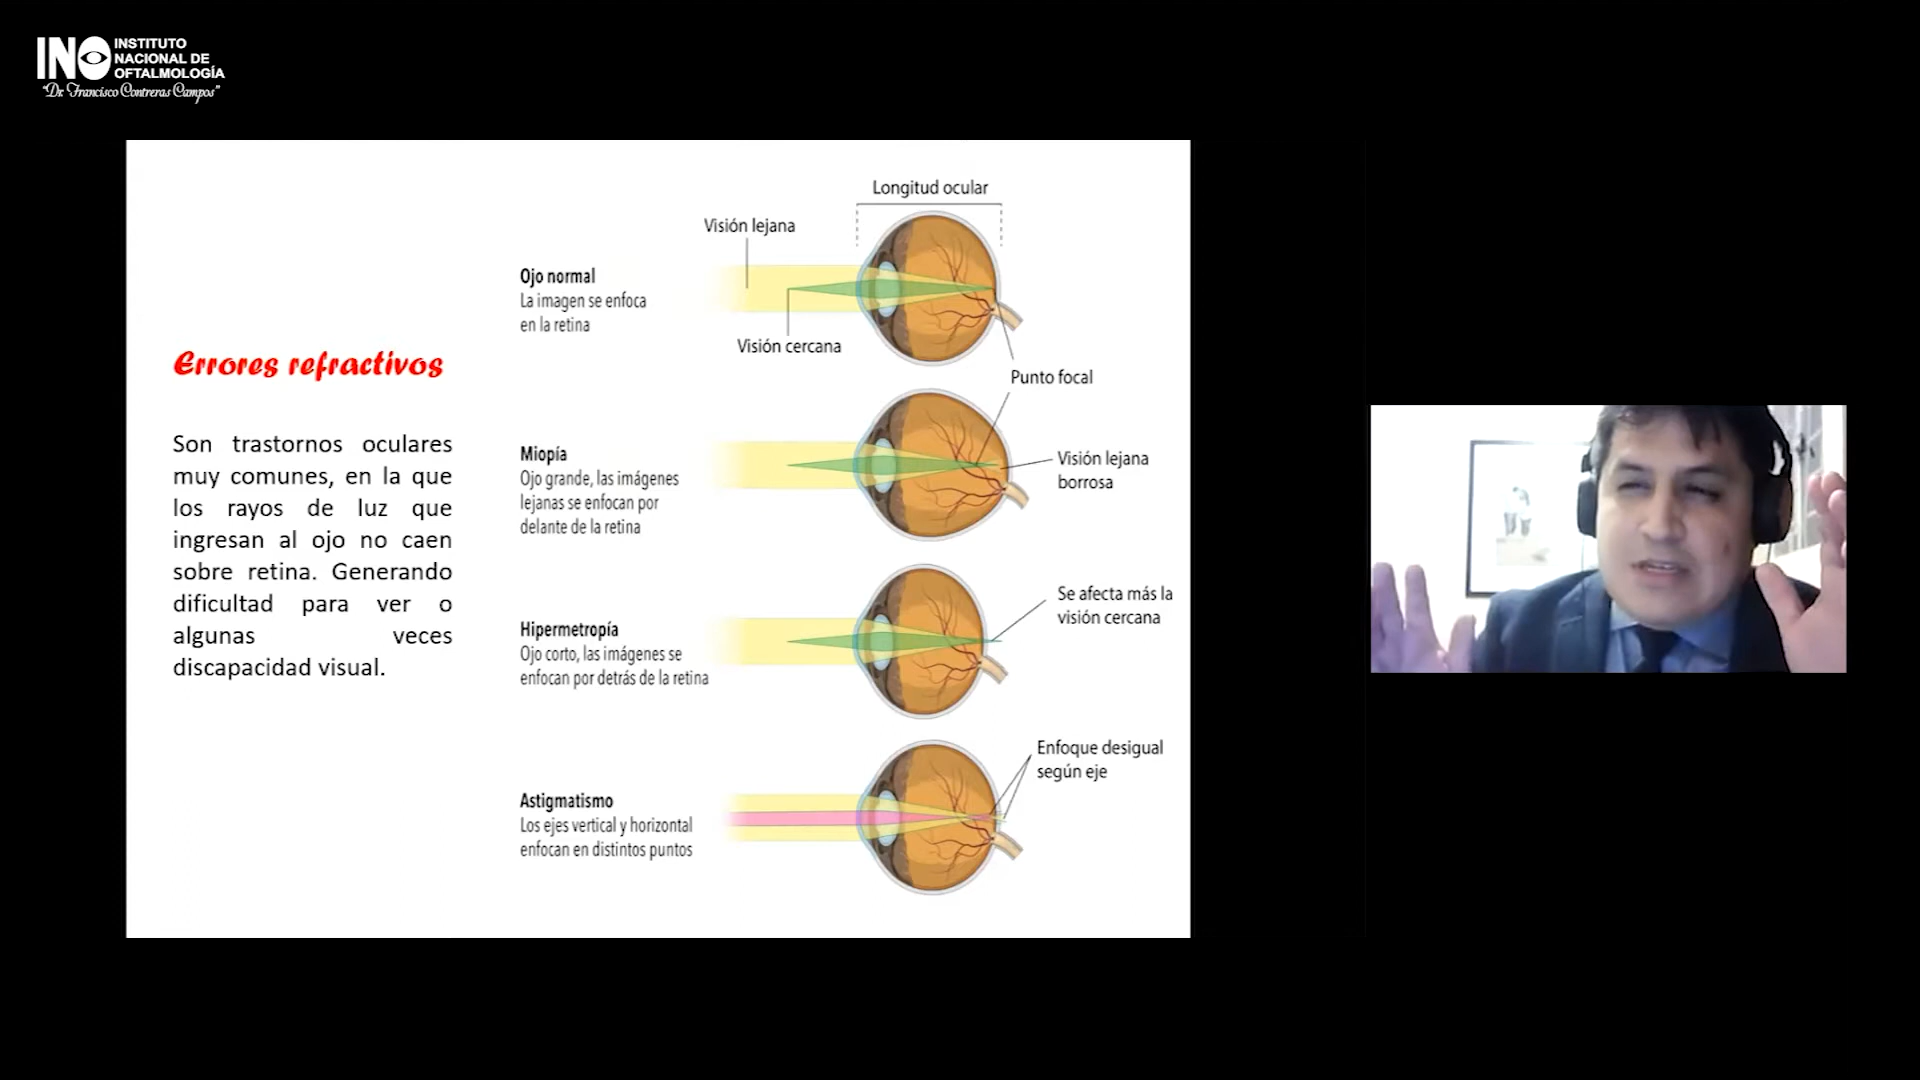 INO INSTITUTO
NACIONAL DE
OFTALMOLOGÍA
"Dr. Francisco Contreras Campos"
Errores refractivos
Son trastornos oculares
muy comunes, en la que
los rayos de luz que
ingresan al ojo no caen
sobre retina. Generando
dificultad para ver o
algunas veces
discapacidad visual.
Longitud ocular
Visión lejana
Ojo normal
La imagen se enfoca
en la retina
Visión cercana
Punto focal
Miopía
Ojo grande, las imágenes
lejanas se enfocan por
delante de la retina
Visión lejana
borrosa
Hipermetropía
Ojo corto, las imágenes se
enfocan por detrás de la retina
Se afecta más la
visión cercana
Astigmatismo
Los ejes vertical y horizontal
enfocan en distintos puntos
Enfoque desigual
según eje